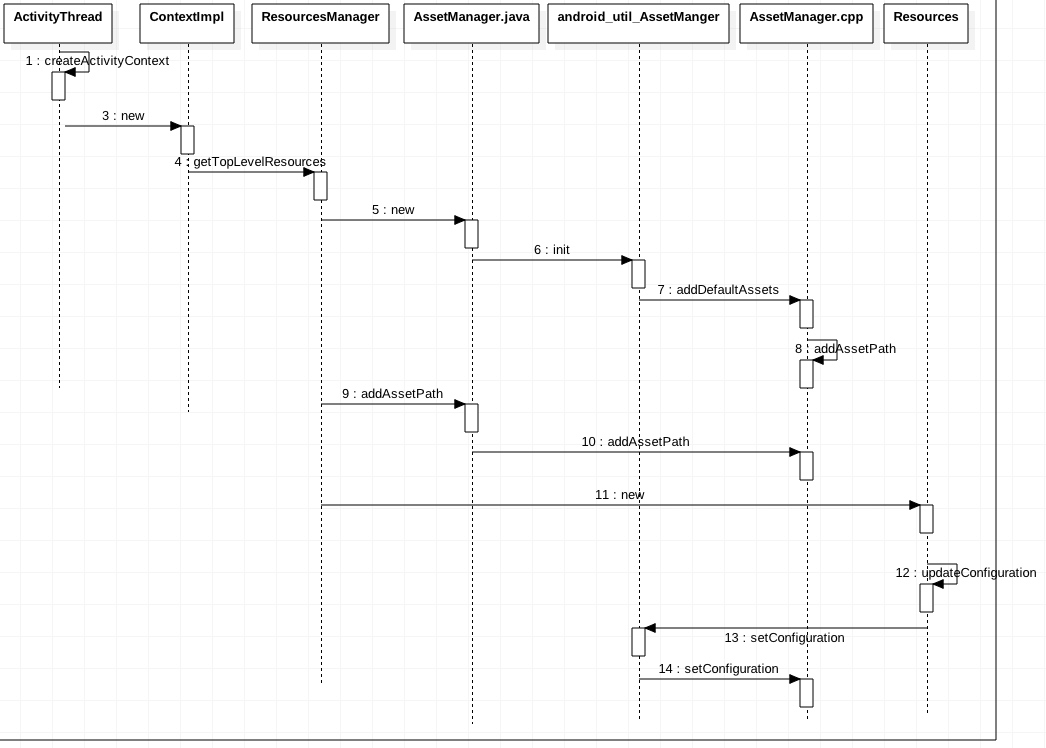 ActivityThread ContextImpl ResourcesManager AssetManager.java android_util_AssetManger AssetManager.cpp Resources
1 : createActivityContext
3 : new
4 : getTopLevelResources
5 : new
6 : init
7 : addDefaultAssets
8 : addAssetPath
9 : addAssetPath
10 : addAssetPath
11 : new
12 : updateConfiguration
13 : setConfiguration
14 : setConfiguration